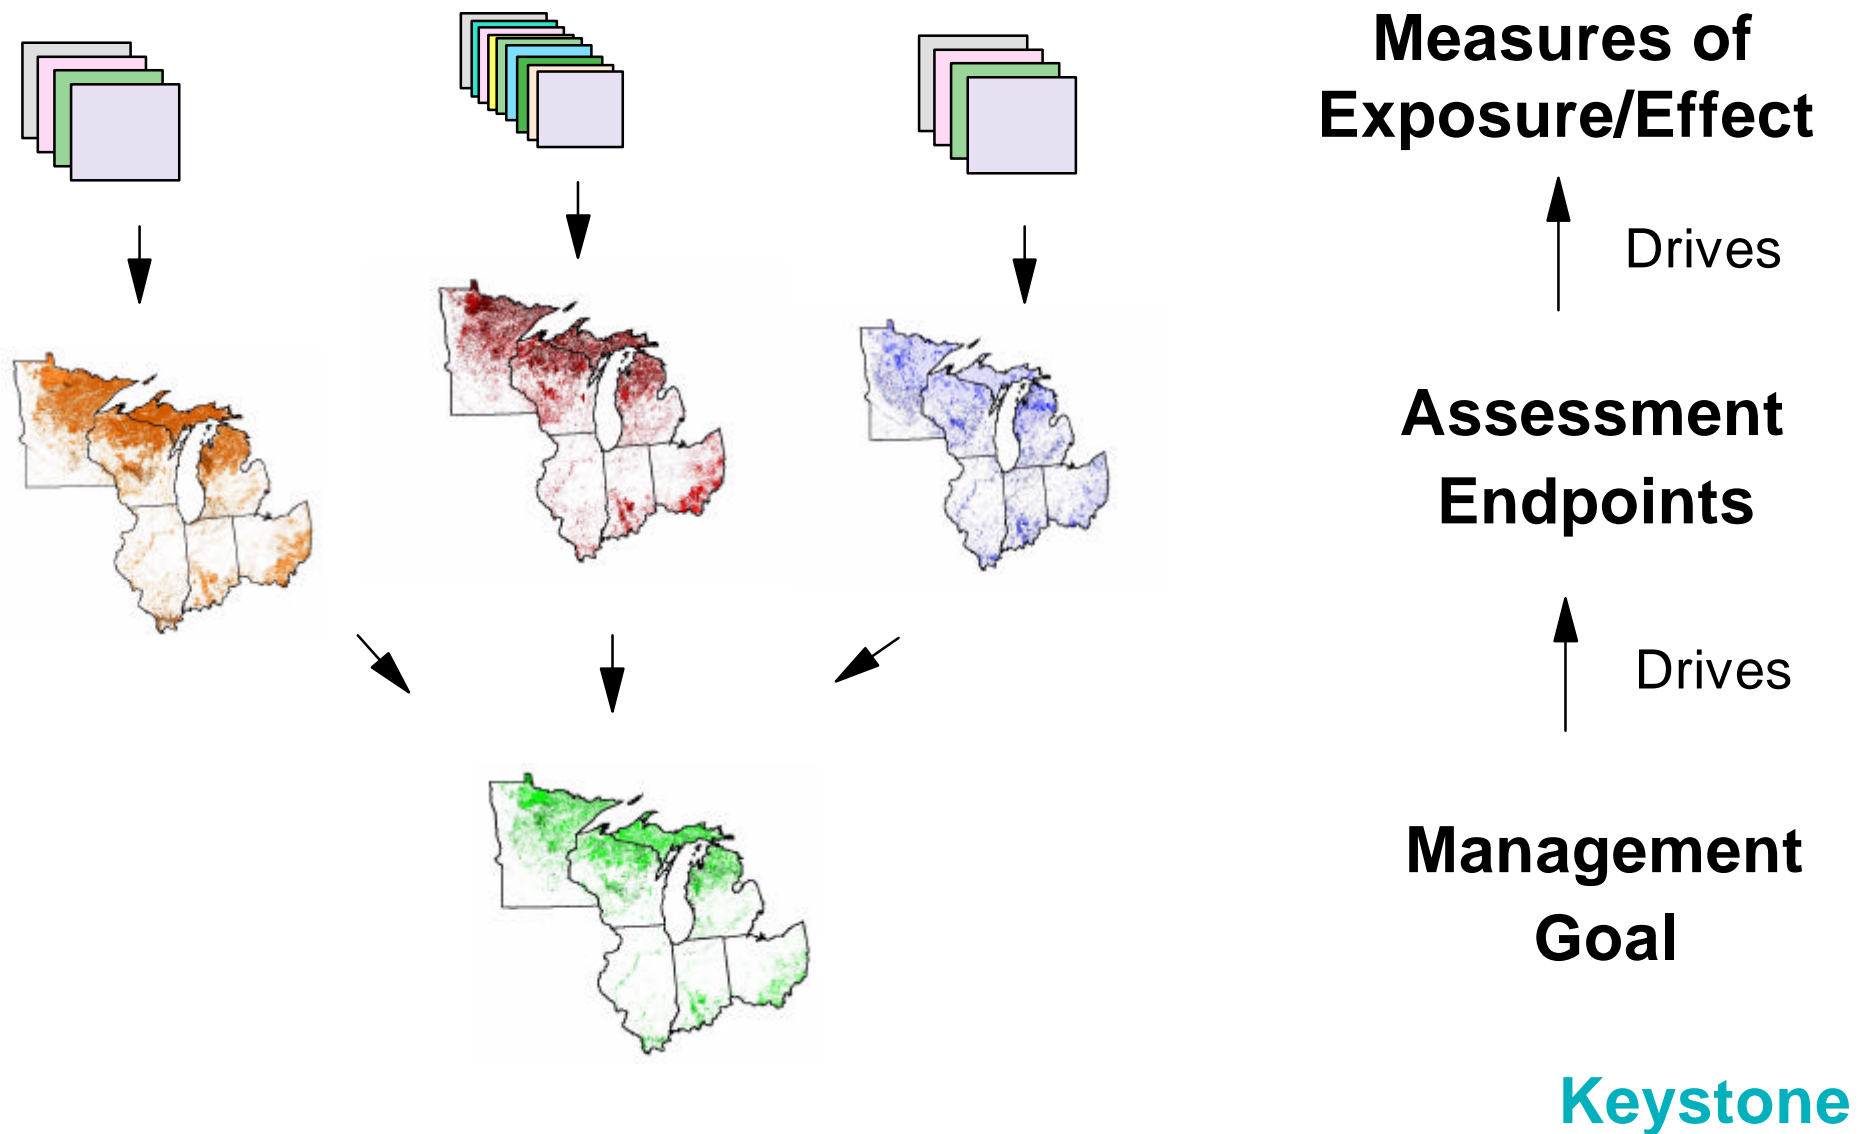 Measures of
Exposure/Effect
Drives
Assessment
Endpoints
Drives
Management
Goal
Keystone